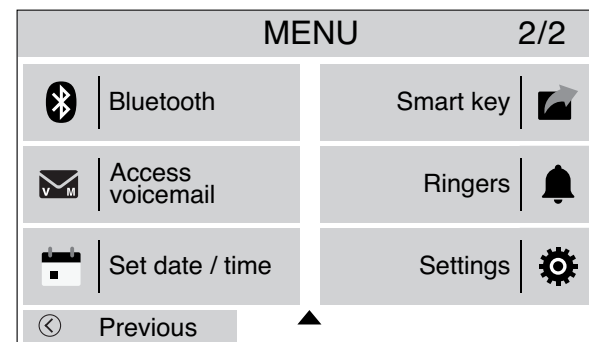 MENU 2/2
Bluetooth
Smart key
Access
voicemail
V M
Ringers
Set date / time
Settings
Previous